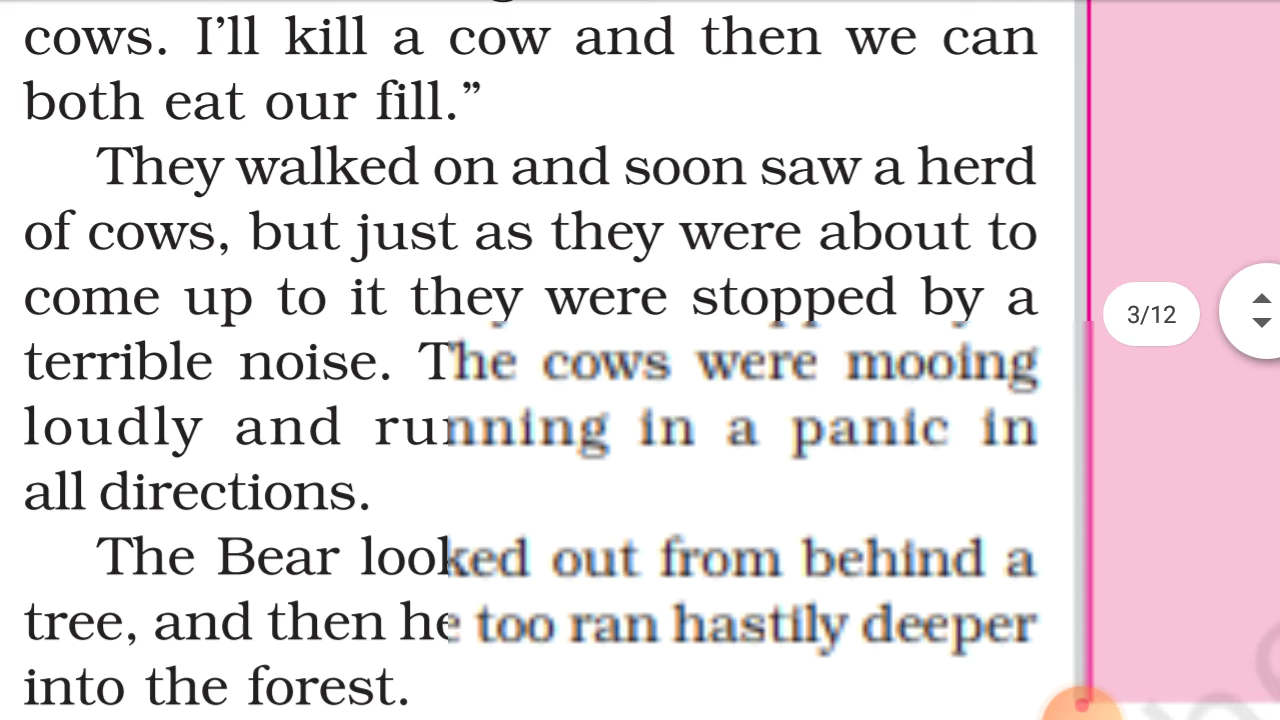 cows. I’ll kill a cow and then we can
both eat our fill.”
They walked on and soon saw a herd
of cows, but just as they were about to
come up to it they were stopped by a
terrible noise. The cows were mooing
loudly and running in a panic in
all directions.
The Bear looked out from behind a
tree, and then he too ran hastily deeper
into the forest.
3/12